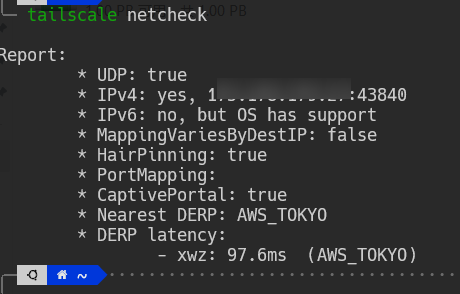 tailscale netcheck
Report:
* UDP: true
* IPv4: yes, :43840
* IPv6: no, but OS has support
* MappingVariesByDestIP: false
* HairPinning: true
* PortMapping:
* CaptivePortal: true
* Nearest DERP: AWS_TOKYO
* DERP latency:
- xwz: 97.6ms (AWS_TOKYO)
~